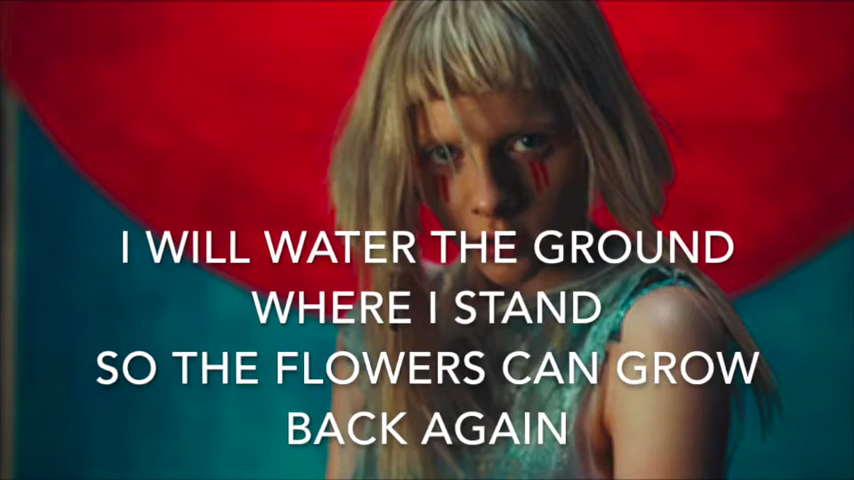 I WILL WATER THE GROUND
WHERE I STAND
SO THE FLOWERS CAN GROW
BACK AGAIN